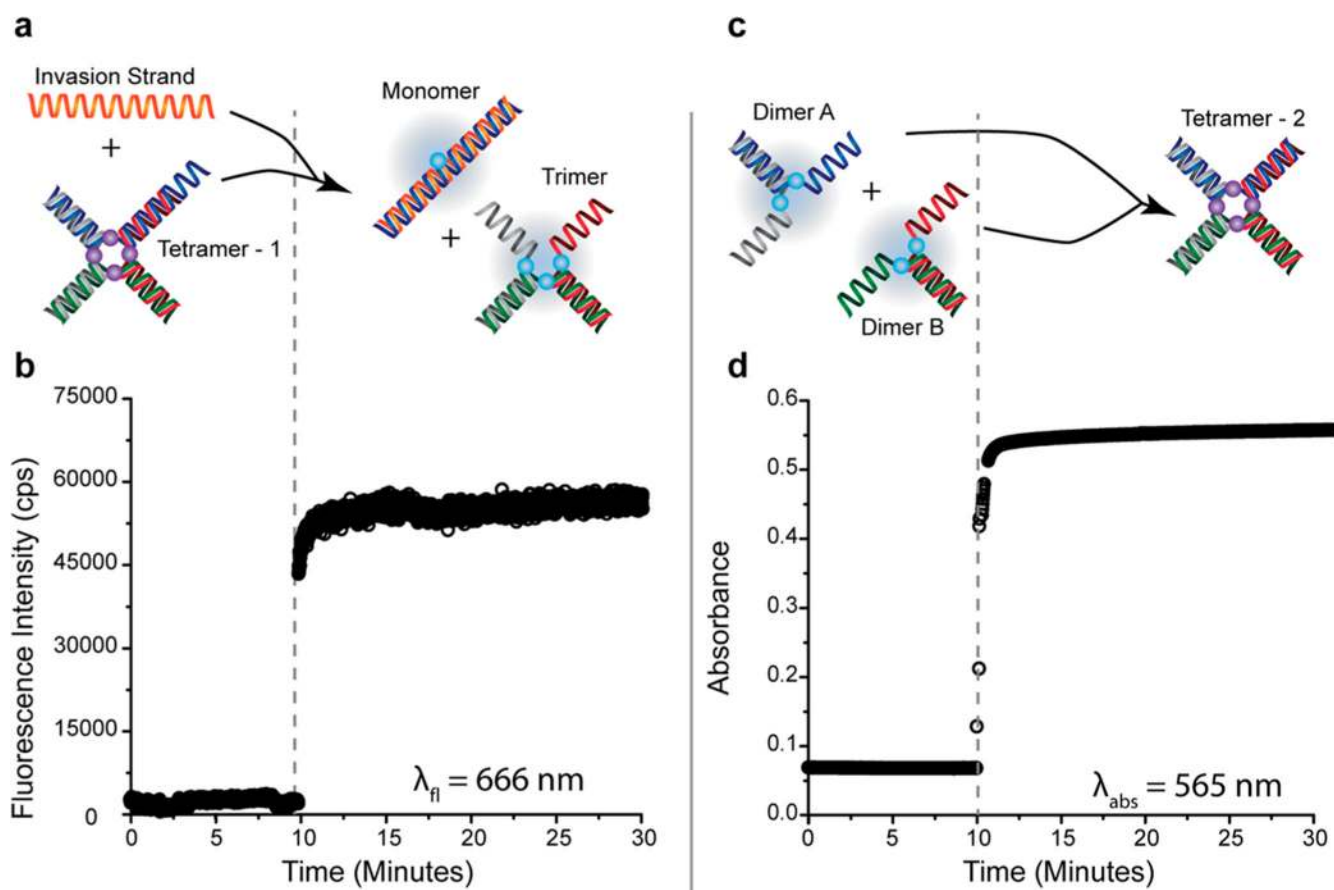 a
Invasion Strand
+
Tetramer - 1
Monomer
+
Trimer
b
75000
60000
45000
30000
15000
0
Fluorescence Intensity (cps)
λfl = 666 nm
0 5 10 15 20 25 30
Time (Minutes)
c
Dimer A
+
Dimer B
Tetramer - 2
d
0.6
0.5
0.4
0.3
0.2
0.1
0.0
Absorbance
λabs = 565 nm
0 5 10 15 20 25 30
Time (Minutes)